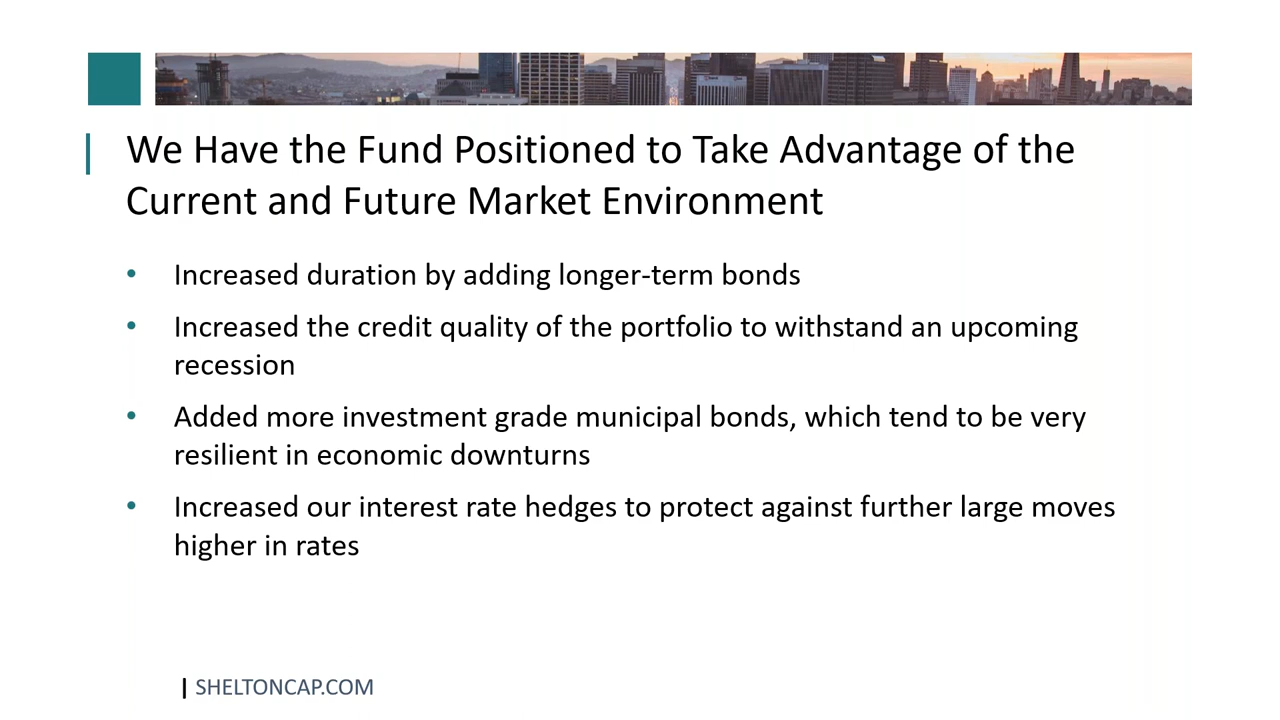 We Have the Fund Positioned to Take Advantage of the
Current and Future Market Environment
• Increased duration by adding longer-term bonds
• Increased the credit quality of the portfolio to withstand an upcoming
recession
• Added more investment grade municipal bonds, which tend to be very
resilient in economic downturns
• Increased our interest rate hedges to protect against further large moves
higher in rates
| SHELTONCAP.COM